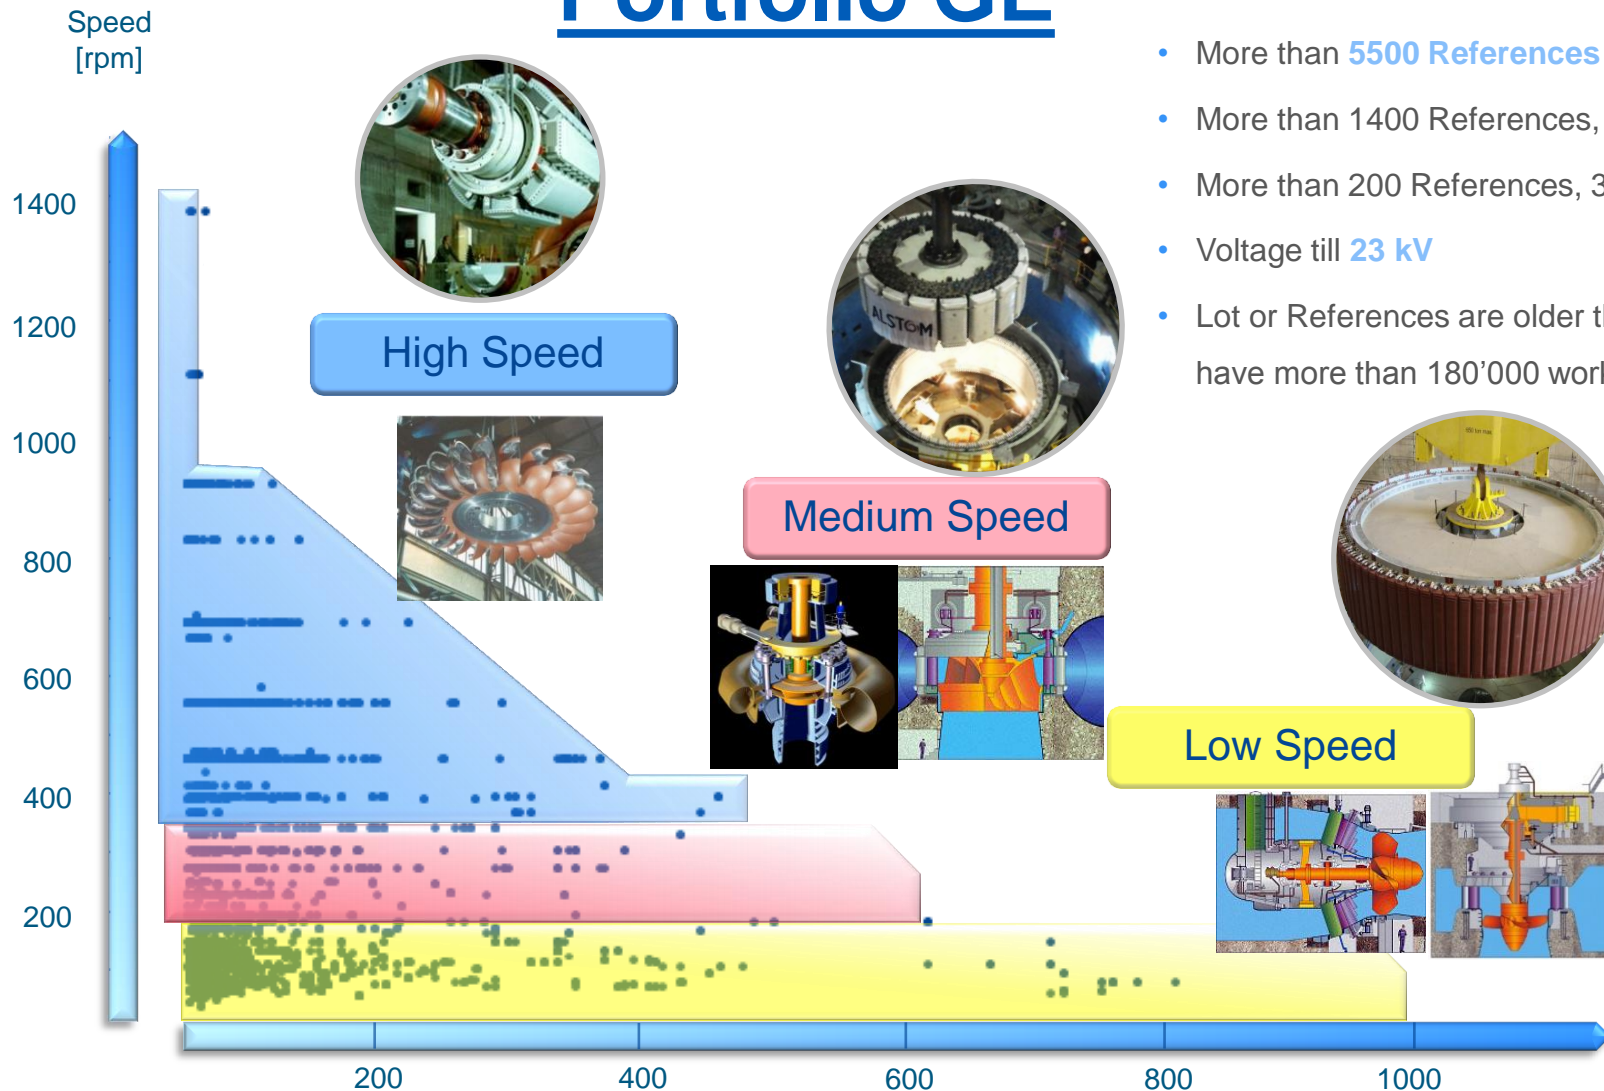 Portfolio GE
Speed
[rpm]
• More than 5500 References
• More than 1400 References,
• More than 200 References, 3
• Voltage till 23 kV
• Lot or References are older th
have more than 180’000 work
1400
1200
1000
800
600
400
200
High Speed
ALSTOM
Medium Speed
Low Speed
200
400
600
800
1000